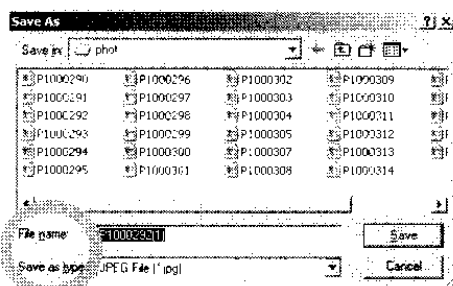 Save As
Save in: phot
P1000290 P1000296 P1000302 P1000309
P1000291 P1000297 P1000303 P1000310
P1000292 P1000298 P1000304 P1000311
P1000293 P1000299 P1000305 P1000312
P1000294 P1000300 P1000307 P1000313
P1000295 P1000301 P1000308 P1000314
File name: Save
Save as type: JPEG File (*.jpg) Cancel